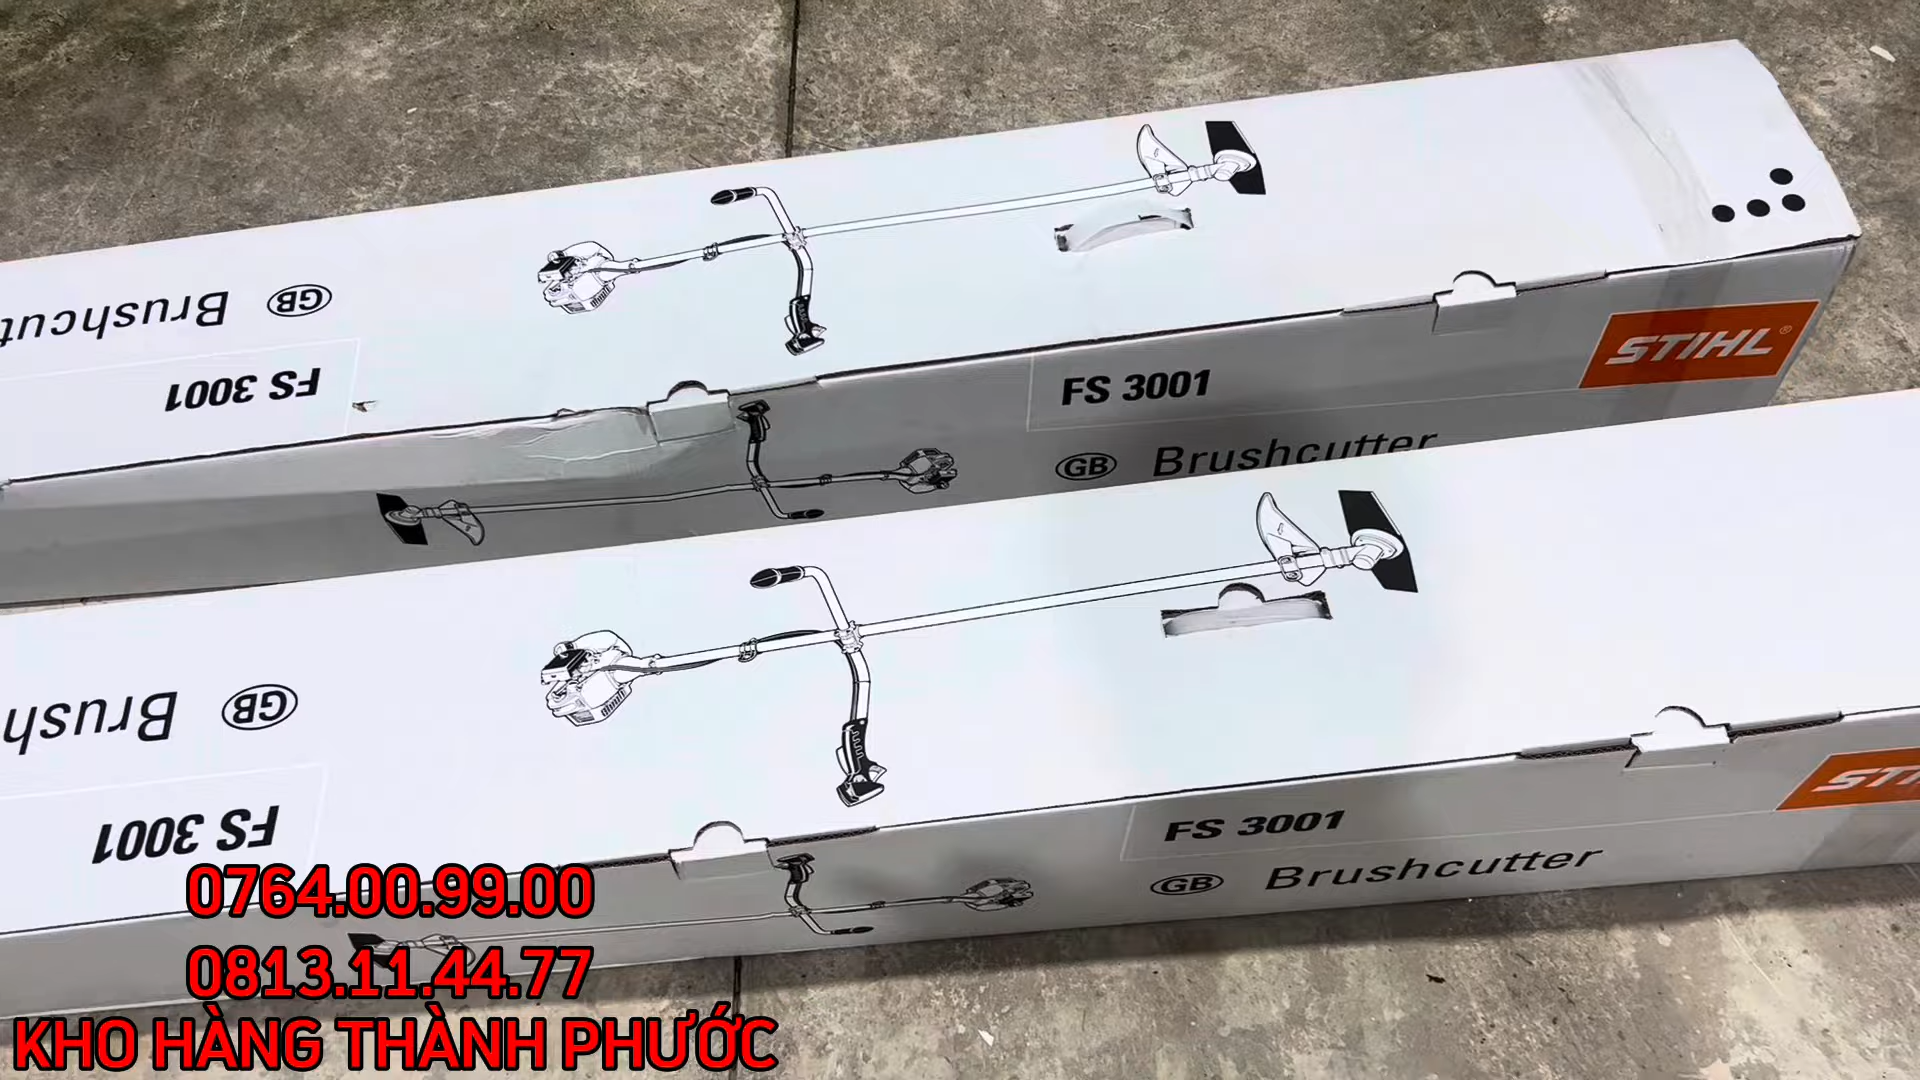 Brushcut
GB
FS 3001
STIHL®
FS 3001
GB Brushcutter
Brush
GB
FS 3001
STI
FS 3001
GB Brushcutter
0764.00.99.00
0813.11.44.77
KHO HÀNG THÀNH PHƯỚC